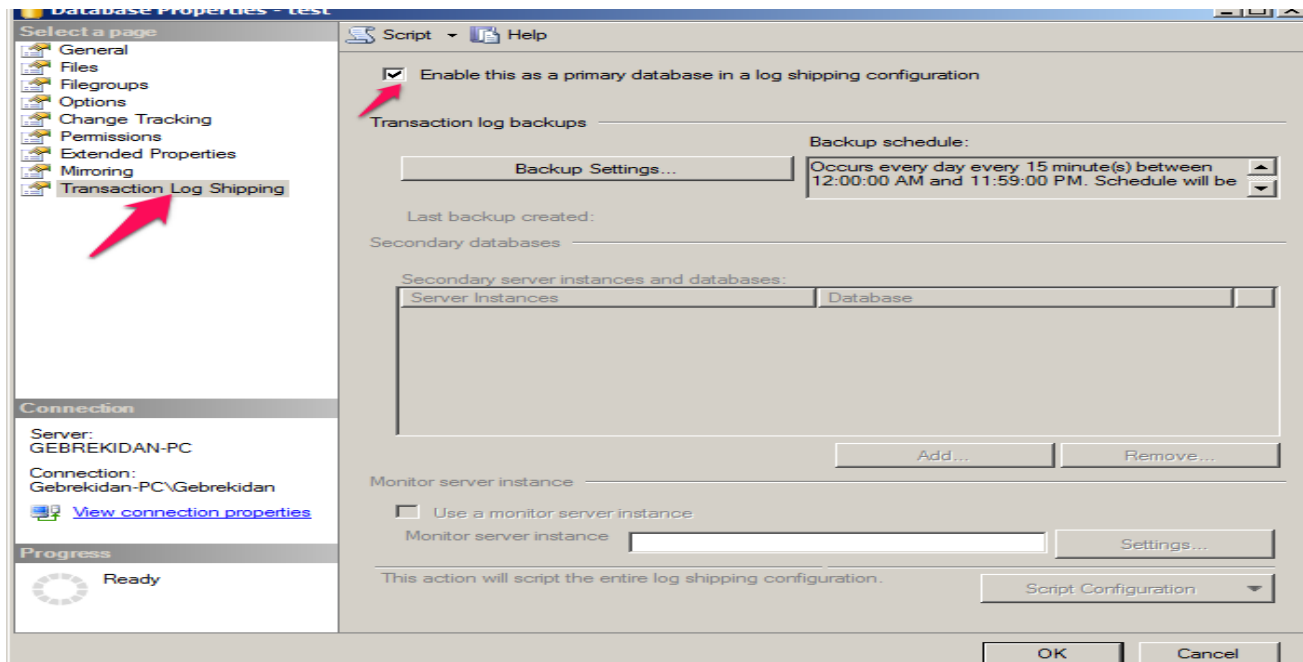 Database Properties - test
Select a page
General
Files
Filegroups
Options
Change Tracking
Permissions
Extended Properties
Mirroring
Transaction Log Shipping
Connection
Server:
GEBREKIDAN-PC
Connection:
Gebrekidan-PC\Gebrekidan
View connection properties
Progress
Ready
Script Help
Enable this as a primary database in a log shipping configuration
Transaction log backups
Backup schedule:
Backup Settings...
Occurs every day every 15 minute(s) between
12:00:00 AM and 11:59:00 PM. Schedule will be
Last backup created:
Secondary databases
Secondary server instances and databases:
Server Instances Database
Add... Remove...
Monitor server instance
Use a monitor server instance
Monitor server instance
Settings...
This action will script the entire log shipping configuration.
Script Configuration
OK Cancel